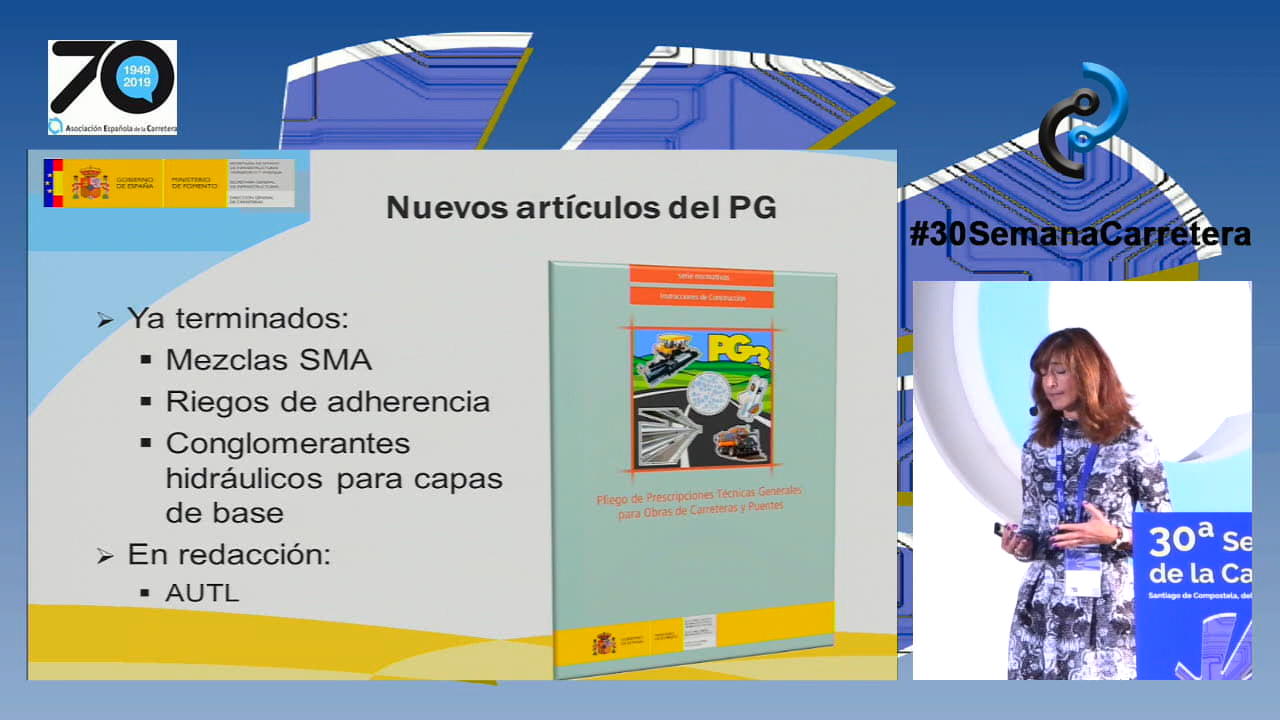 70
1949
2019
Asociación Española de la Carretera
GOBIERNO
DE ESPAÑA
MINISTERIO
DE FOMENTO
Nuevos artículos del PG
#30SemanaCarretera
Ya terminados:
Mezclas SMA
Riegos de adherencia
Conglomerantes
hidráulicos para capas
de base
En redacción:
AUTL
serie normativas
Instrucciones de Construcción
PG3
Pliego de Prescripciones Técnicas Generales
para Obras de Carreteras y Puentes
30ª Se
de la Ca
Santiago de Compostela, del